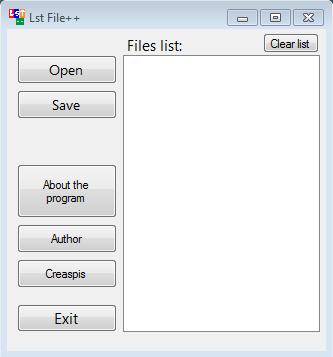 Lst File++
Files list:
Clear list
Open
Save
About the
program
Author
Creaspis
Exit